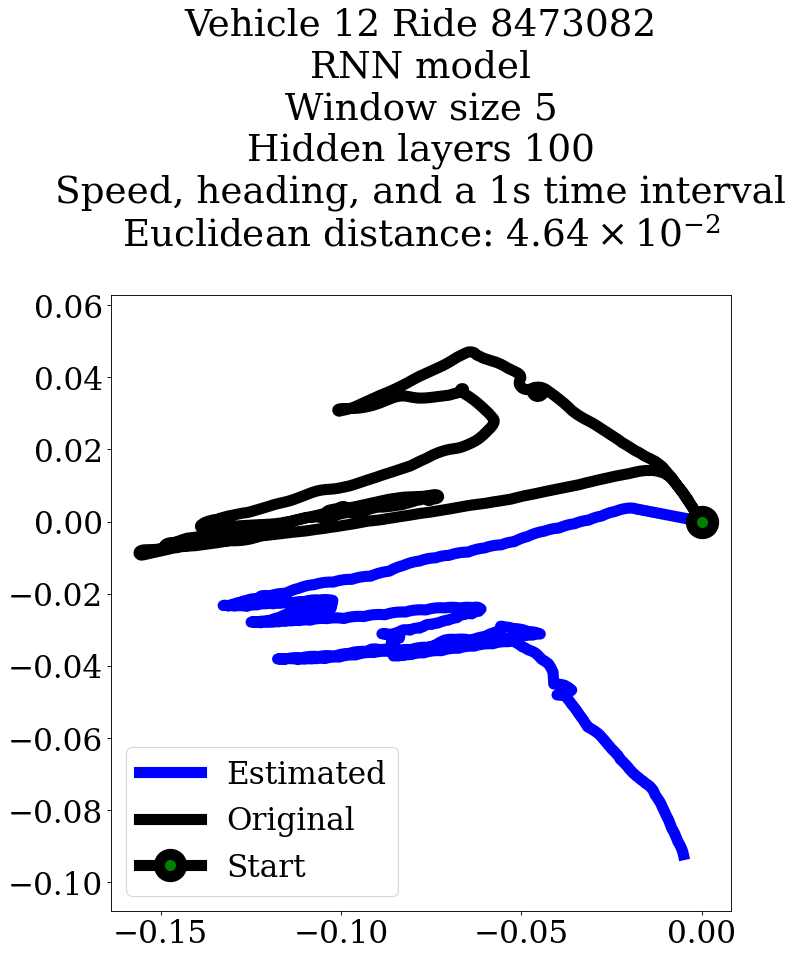 Vehicle 12 Ride 8473082
RNN model
Window size 5
Hidden layers 100
Speed, heading, and a 1s time interval
Euclidean distance: 4.64 × 10⁻²
0.06
0.04
0.02
0.00
−0.02
−0.04
−0.06
−0.08
−0.10
Estimated
Original
Start
−0.15 −0.10 −0.05 0.00